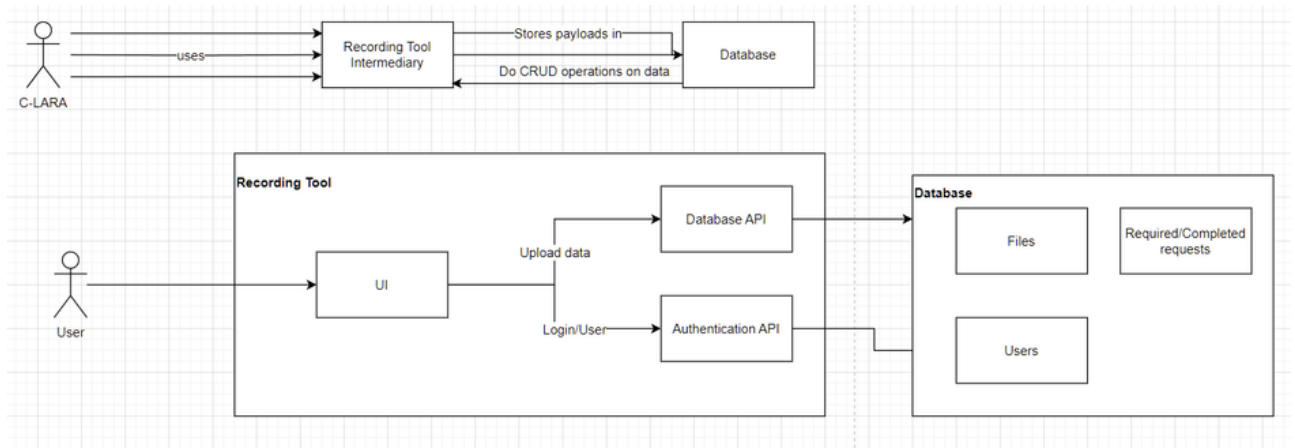 Stores payloads in
uses
Recording Tool
Intermediary
Database
Do CRUD operations on data
C-LARA
Recording Tool
Database
Database API
Files
Required/Completed
requests
Upload data
UI
User
Login/User
Authentication API
Users